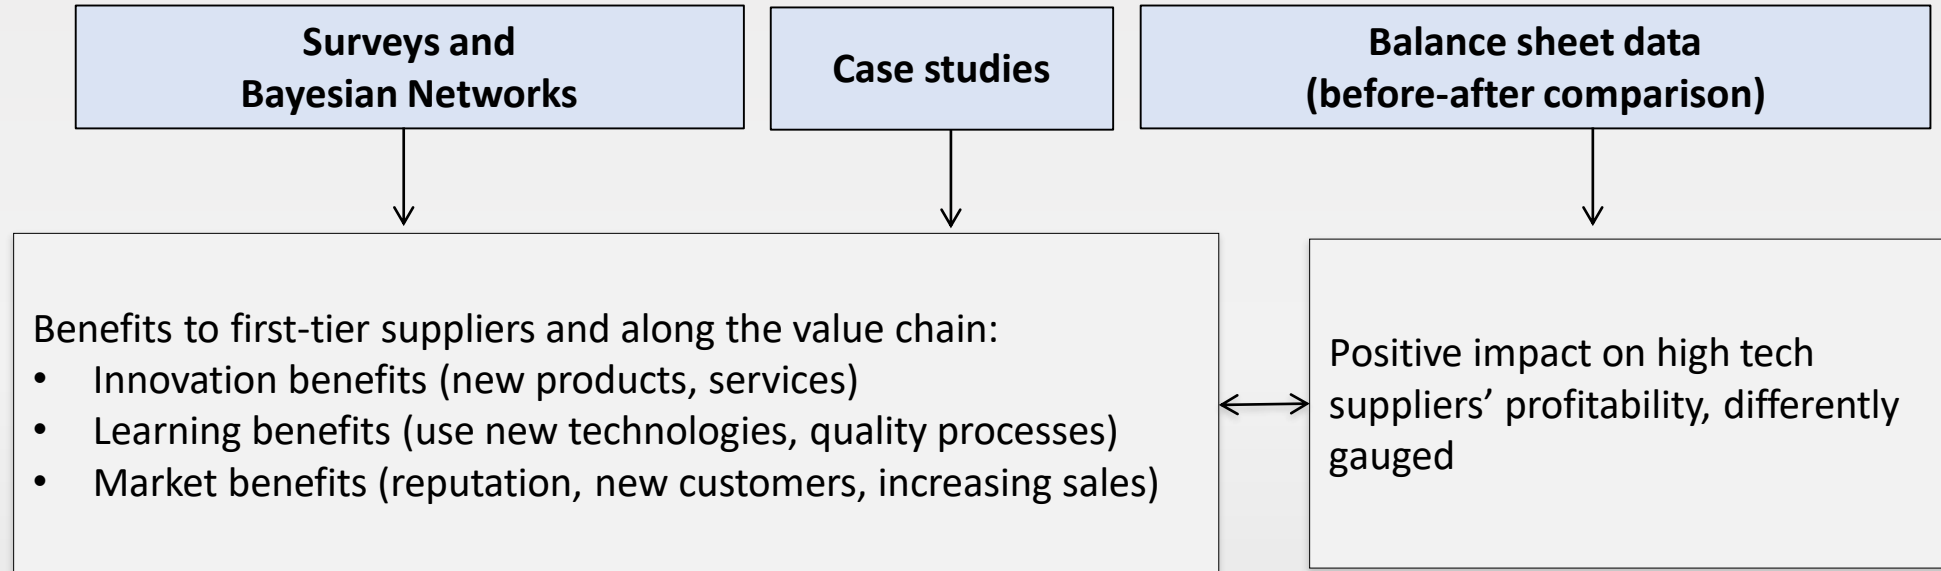 Surveys and
Bayesian Networks
Case studies
Balance sheet data
(before-after comparison)
Benefits to first-tier suppliers and along the value chain:
• Innovation benefits (new products, services)
• Learning benefits (use new technologies, quality processes)
• Market benefits (reputation, new customers, increasing sales)
Positive impact on high tech
suppliers’ profitability, differently
gauged